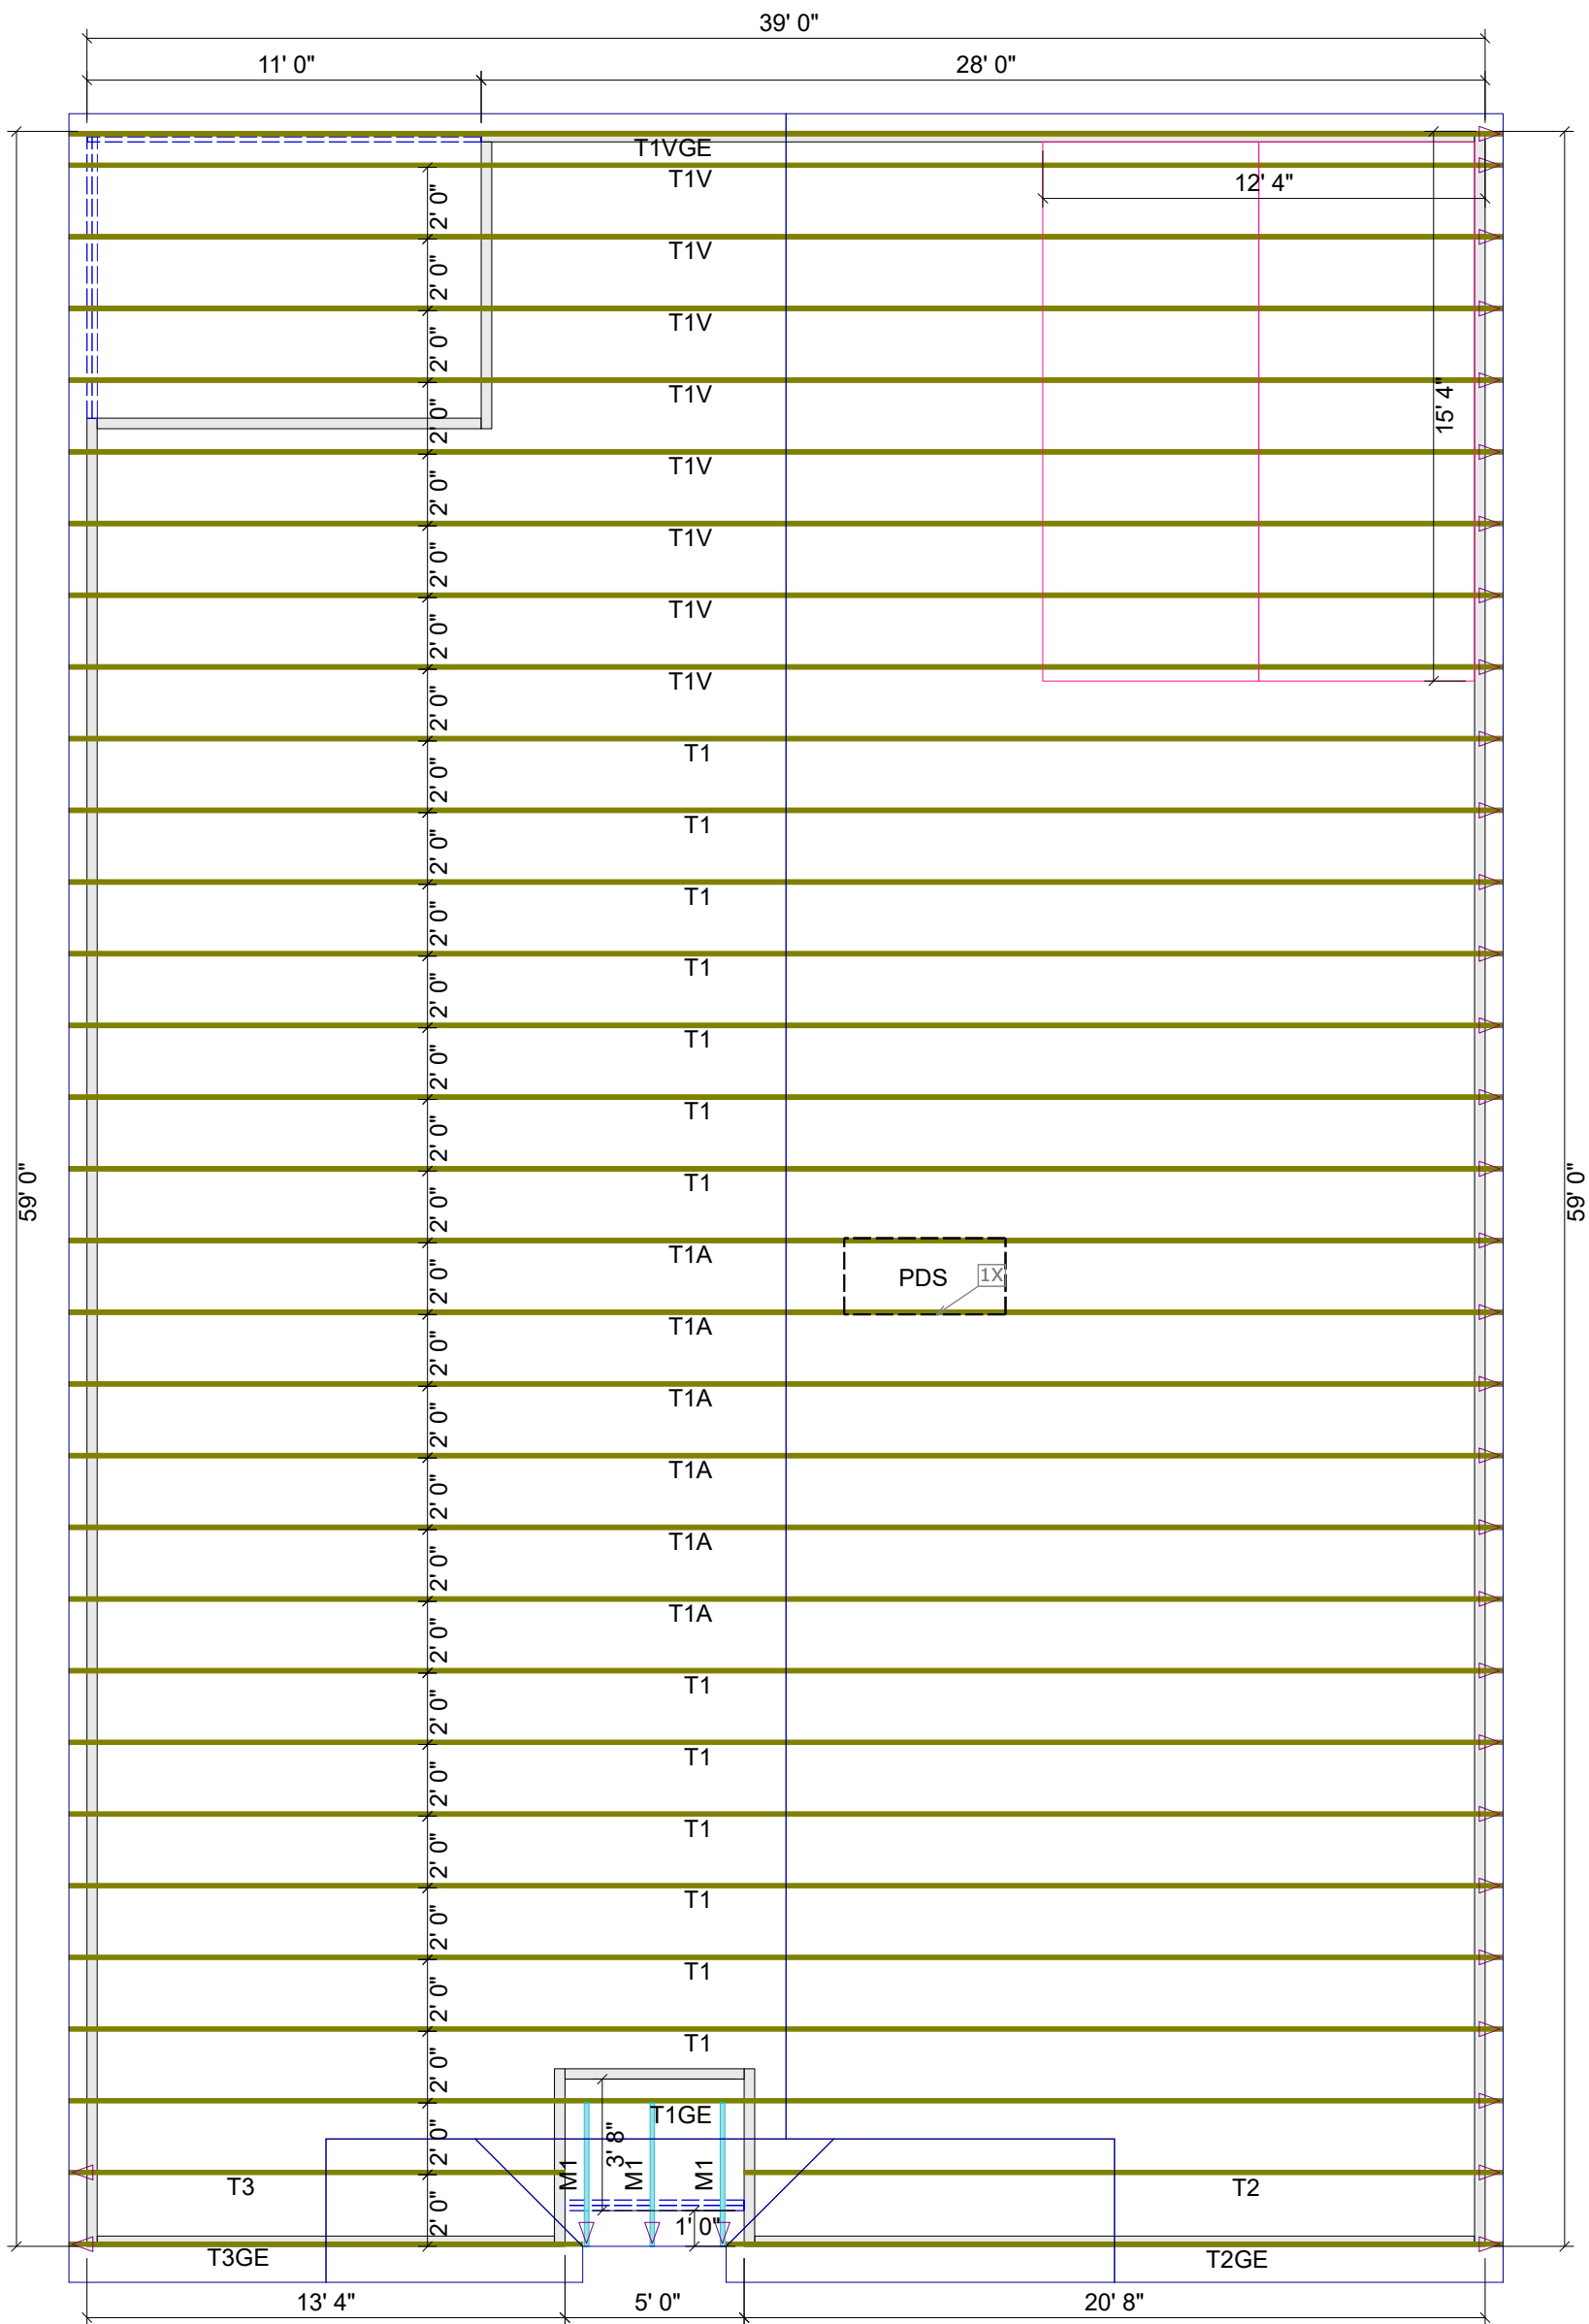 39' 0"
11' 0"
28' 0"
T1VGE
T1V
12' 4"
2' 0"
T1V
2' 0"
T1V
2' 0"
T1V
15' 4"
2' 0"
T1V
2' 0"
T1V
2' 0"
T1V
2' 0"
T1V
2' 0"
T1
2' 0"
T1
2' 0"
T1
2' 0"
T1
2' 0"
T1
2' 0"
T1
2' 0"
T1
59' 0"
59' 0"
2' 0"
T1A
PDS
1X
2' 0"
T1A
2' 0"
T1A
2' 0"
T1A
2' 0"
T1A
2' 0"
T1A
2' 0"
T1
2' 0"
T1
2' 0"
T1
2' 0"
T1
2' 0"
T1
2' 0"
T1
2' 0"
T1GE
2' 0"
3' 8"
M1
M1
M1
T3
T2
2' 0"
1' 0"
T3GE
T2GE
13' 4"
5' 0"
20' 8"